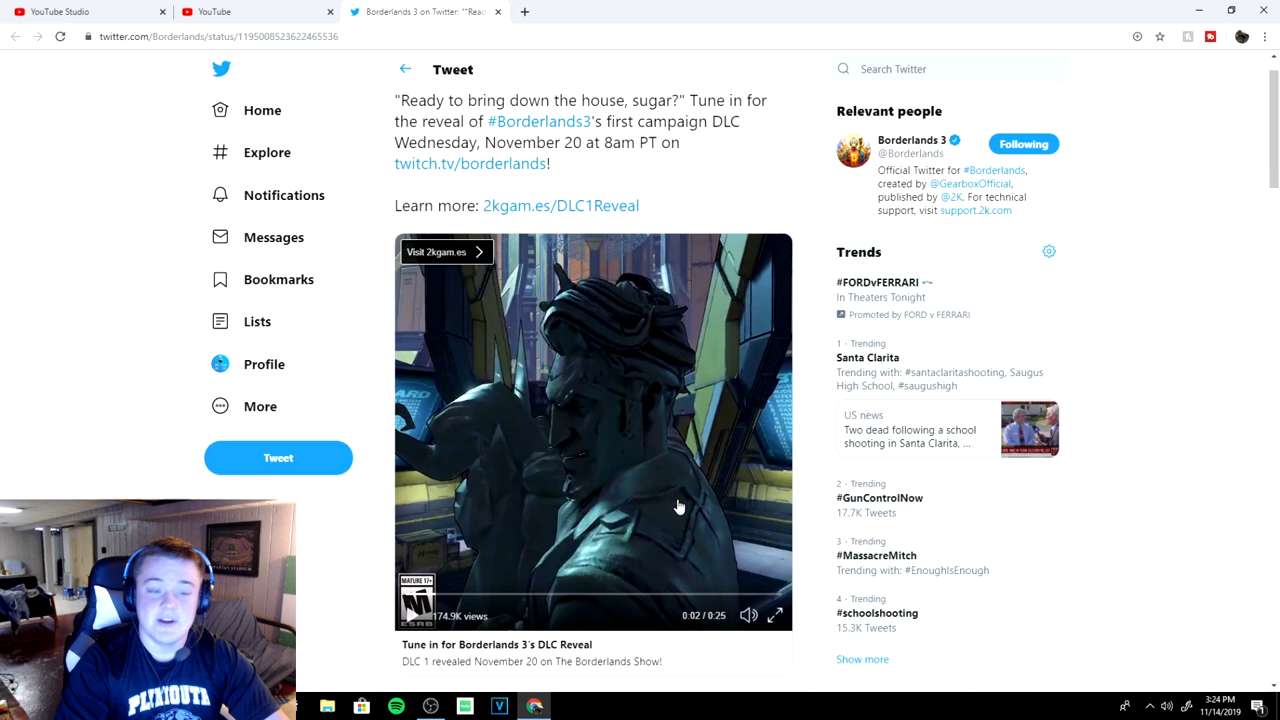 YouTube Studio
YouTube
Borderlands 3 on Twitter: ""Read
twitter.com/Borderlands/status/1195008523622465536
Home
Explore
Notifications
Messages
Bookmarks
Lists
Profile
More
Tweet
Tweet
"Ready to bring down the house, sugar?" Tune in for
the reveal of #Borderlands3's first campaign DLC
Wednesday, November 20 at 8am PT on
twitch.tv/borderlands!
Learn more: 2kgam.es/DLC1Reveal
Visit 2kgam.es
MATURE 17+
M
ESRB
174.9K views
0:02 / 0:25
Tune in for Borderlands 3's DLC Reveal
DLC 1 revealed November 20 on The Borderlands Show!
Search Twitter
Relevant people
Borderlands 3
@Borderlands
Following
Official Twitter for #Borderlands,
created by @GearboxOfficial,
published by @2K. For technical
support, visit support.2k.com
Trends
#FORDvFERRARI
In Theaters Tonight
Promoted by FORD v FERRARI
1 · Trending
Santa Clarita
Trending with: #santaclaritashooting, Saugus
High School, #saugushigh
US news
Two dead following a school
shooting in Santa Clarita, ...
2 · Trending
#GunControlNow
17.7K Tweets
3 · Trending
#MassacreMitch
Trending with: #EnoughIsEnough
4 · Trending
#schoolshooting
15.3K Tweets
Show more
PLYMOUTH
3:24 PM
11/14/2019